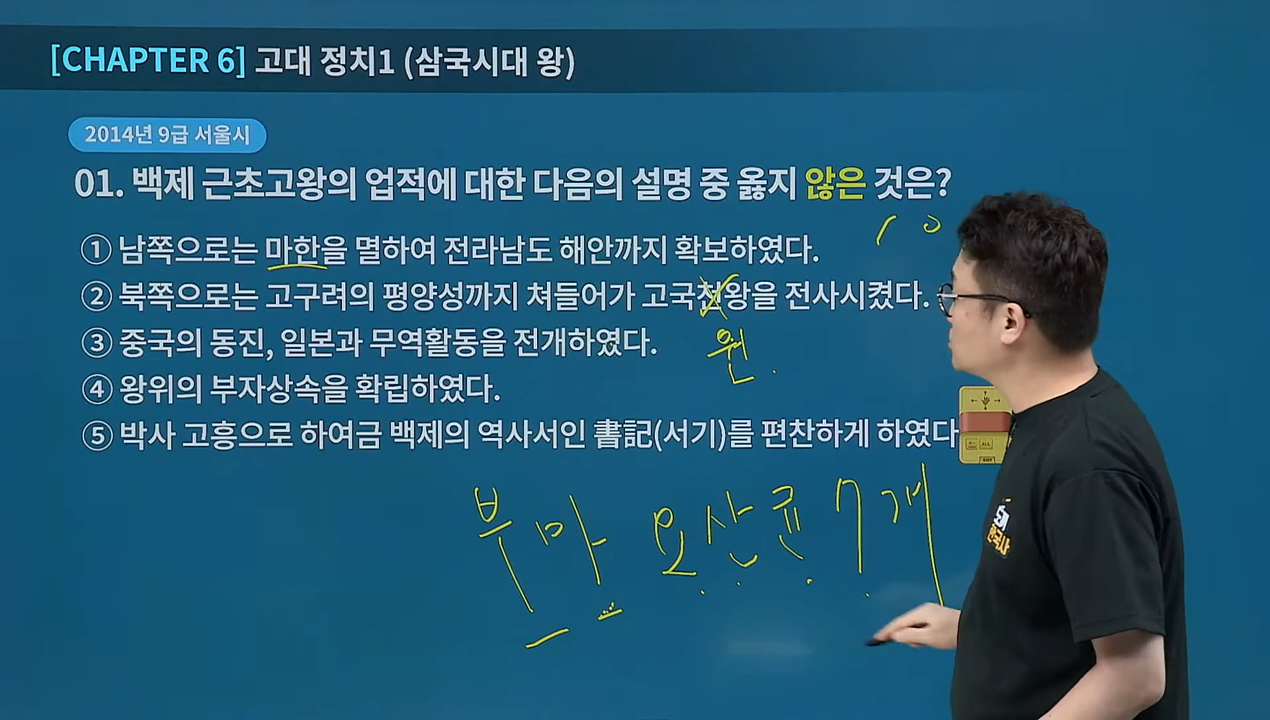 [CHAPTER 6] 고대 정치1 (삼국시대 왕)
2014년 9급 서울시
01. 백제 근초고왕의 업적에 대한 다음의 설명 중 옳지 않은 것은?
① 남쪽으로는 마한을 멸하여 전라남도 해안까지 확보하였다.
② 북쪽으로는 고구려의 평양성까지 쳐들어가 고국천왕을 전사시켰다.
원
③ 중국의 동진, 일본과 무역활동을 전개하였다.
④ 왕위의 부자상속을 확립하였다.
⑤ 박사 고흥으로 하여금 백제의 역사서인 書記(서기)를 편찬하게 하였다
부 마 요 산 규 7개
한국사